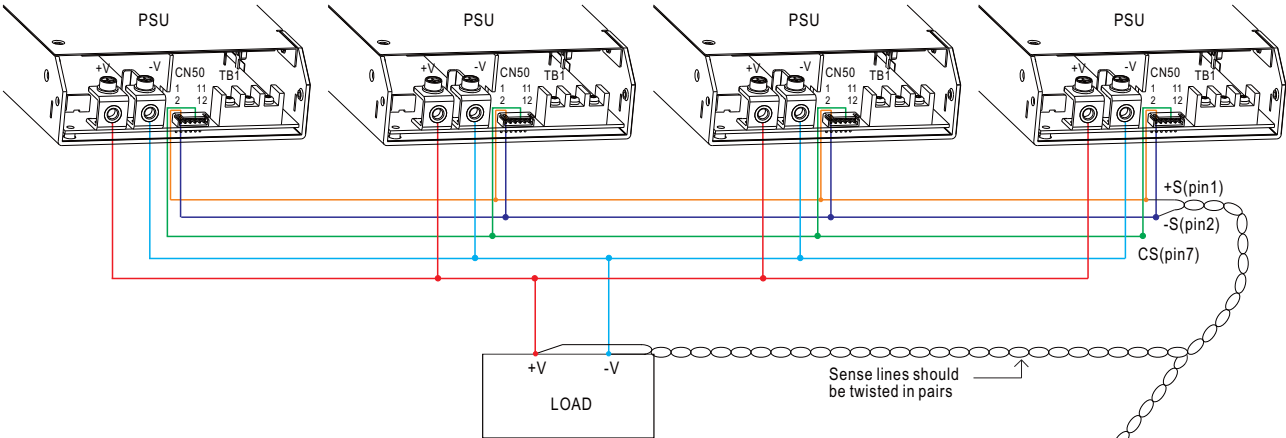 PSU
PSU
PSU
PSU
+V
-V
CN50
TB1
1
11
2
12
+V
-V
CN50
TB1
1
11
2
12
+V
-V
CN50
TB1
1
11
2
12
+V
-V
CN50
TB1
1
11
2
12
+S(pin1)
-S(pin2)
CS(pin7)
+V
-V
LOAD
Sense lines should
be twisted in pairs